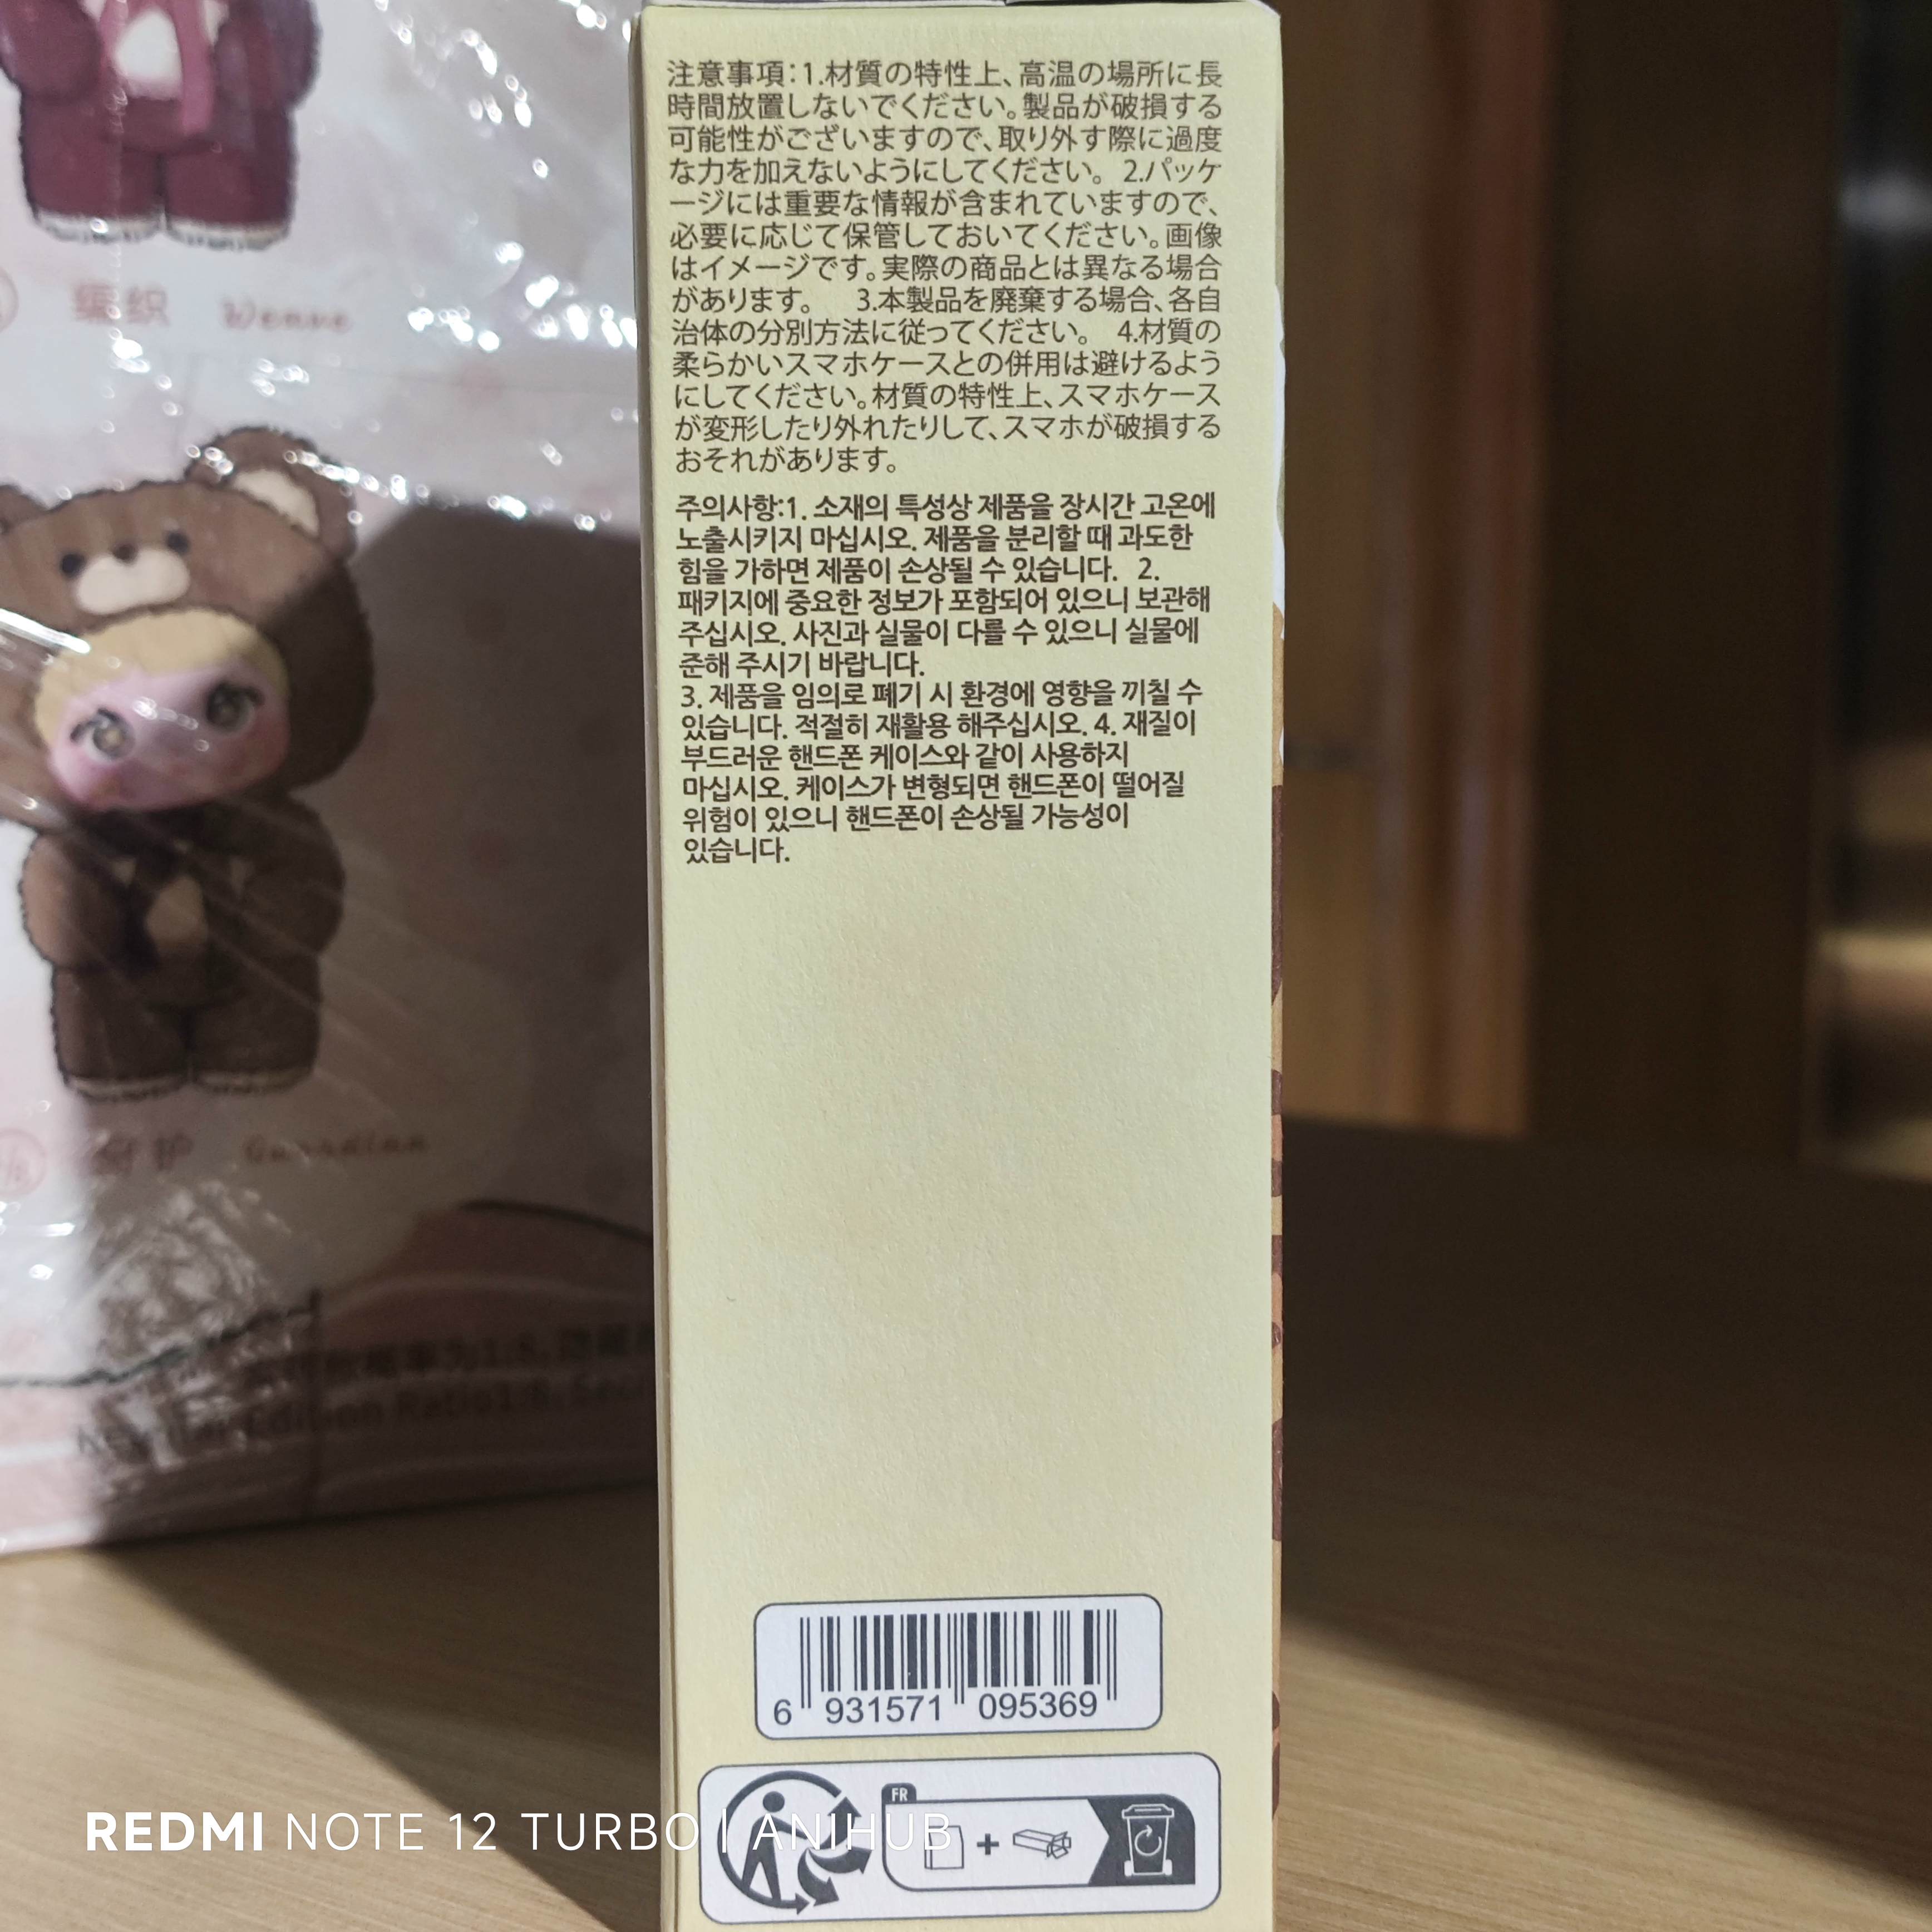 注意事項:1.材質の特性上、高温の場所に長
時間放置しないでください。製品が破損する
可能性がございますので、取り外す際に過度
な力を加えないようにしてください。 2.パッケ
ージには重要な情報が含まれていますので、
必要に応じて保管しておいてください。画像
はイメージです。実際の商品とは異なる場合
があります。 3.本製品を廃棄する場合、各自
治体の分別方法に従ってください。 4.材質の
柔らかいスマホケースとの併用は避けるよう
にしてください。材質の特性上、スマホケース
が変形したり外れたりして、スマホが破損する
おそれがあります。
주의사항:1. 소재의 특성상 제품을 장시간 고온에
노출시키지 마십시오. 제품을 분리할 때 과도한
힘을 가하면 제품이 손상될 수 있습니다. 2.
패키지에 중요한 정보가 포함되어 있으니 보관해
주십시오. 사진과 실물이 다를 수 있으니 실물에
준해 주시기 바랍니다.
3. 제품을 임의로 폐기 시 환경에 영향을 끼칠 수
있습니다. 적절히 재활용 해주십시오. 4. 재질이
부드러운 핸드폰 케이스와 같이 사용하지
마십시오. 케이스가 변형되면 핸드폰이 떨어질
위험이 있으니 핸드폰이 손상될 가능성이
있습니다.
6 931571 095369
FR
编织 Weave
守护 Guardian
Edition Ratio1:8,
REDMI NOTE 12 TURBO | ANIHUB